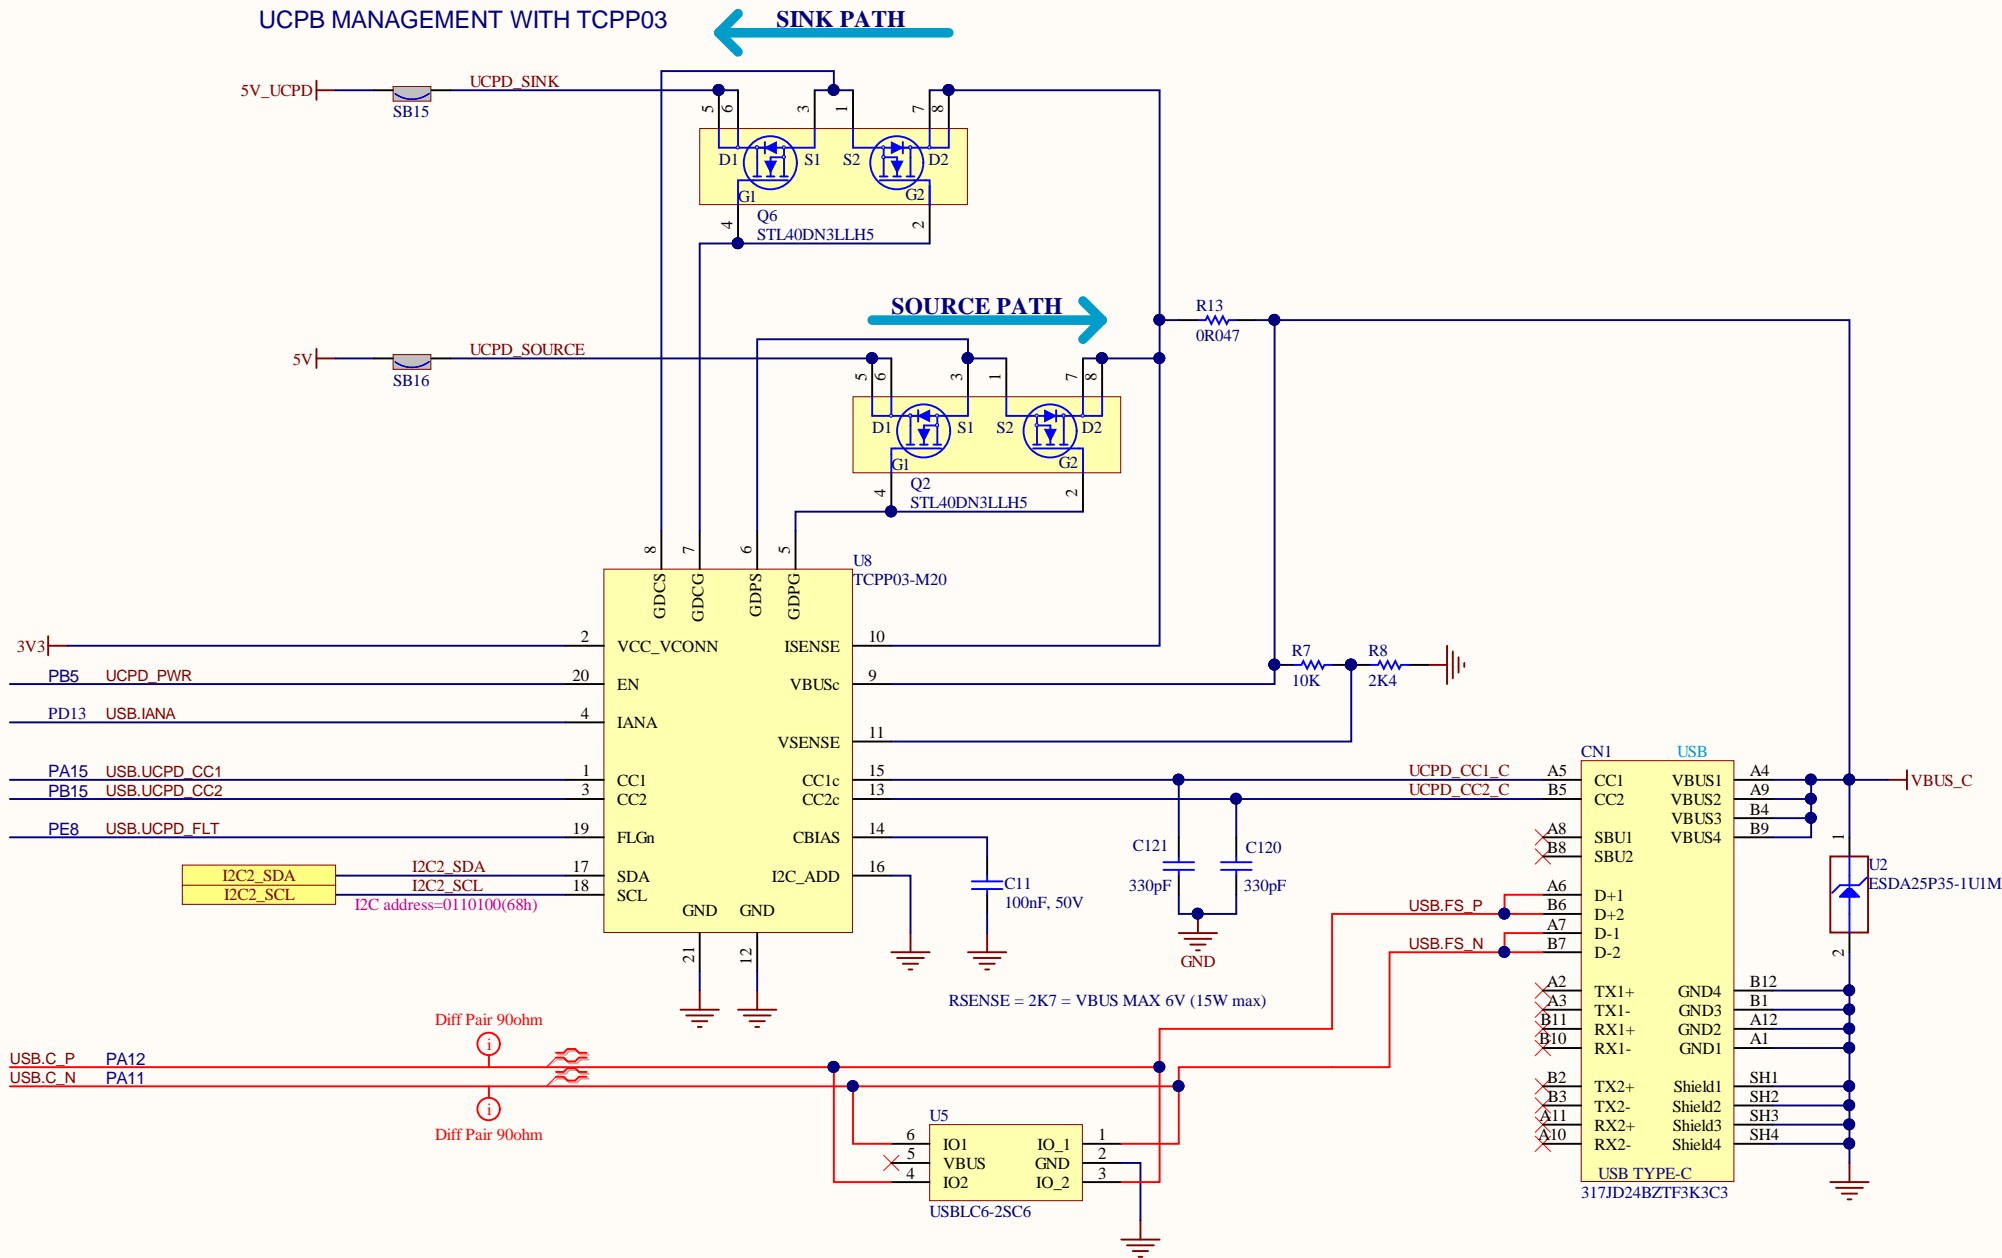 UCPB MANAGEMENT WITH TCPP03
SINK PATH
5V_UCPD
SB15
UCPD_SINK
5
6
3
1
7
8
D1
S1
S2
D2
G1
G2
4
2
Q6
STL40DN3LLH5
SOURCE PATH
R13
0R047
5V
SB16
UCPD_SOURCE
5
6
3
1
7
8
D1
S1
S2
D2
G1
G2
4
2
Q2
STL40DN3LLH5
8
7
6
5
U8
TCPP03-M20
GDCS
GDCG
GDPS
GDPG
3V3
2
VCC_VCONN
ISENSE
10
PB5
UCPD_PWR
20
EN
VBUSc
9
PD13
USB.IANA
4
IANA
VSENSE
11
PA15
USB.UCPD_CC1
1
CC1
CC1c
15
PB15
USB.UCPD_CC2
3
CC2
CC2c
13
PE8
USB.UCPD_FLT
19
FLGn
CBIAS
14
I2C2_SDA
I2C2_SDA
17
SDA
I2C_ADD
16
I2C2_SCL
I2C2_SCL
18
SCL
I2C address=0110100(68h)
GND
GND
21
12
R7
10K
R8
2K4
C11
100nF, 50V
C121
330pF
C120
330pF
GND
RSENSE = 2K7 = VBUS MAX 6V (15W max)
UCPD_CC1_C
UCPD_CC2_C
USB.FS_P
USB.FS_N
CN1
USB
A5
CC1
VBUS1
A4
B5
CC2
VBUS2
A9
VBUS3
B4
A8
SBU1
VBUS4
B9
B8
SBU2
A6
D+1
B6
D+2
A7
D-1
B7
D-2
A2
TX1+
GND4
B12
A3
TX1-
GND3
B1
B11
RX1+
GND2
A12
B10
RX1-
GND1
A1
B2
TX2+
Shield1
SH1
B3
TX2-
Shield2
SH2
A11
RX2+
Shield3
SH3
A10
RX2-
Shield4
SH4
USB TYPE-C
317JD24BZTF3K3C3
VBUS_C
1
U2
ESDA25P35-1U1M
2
Diff Pair 90ohm
i
USB.C_P
PA12
USB.C_N
PA11
i
Diff Pair 90ohm
U5
6
IO1
IO_1
1
5
VBUS
GND
2
4
IO2
IO_2
3
USBLC6-2SC6